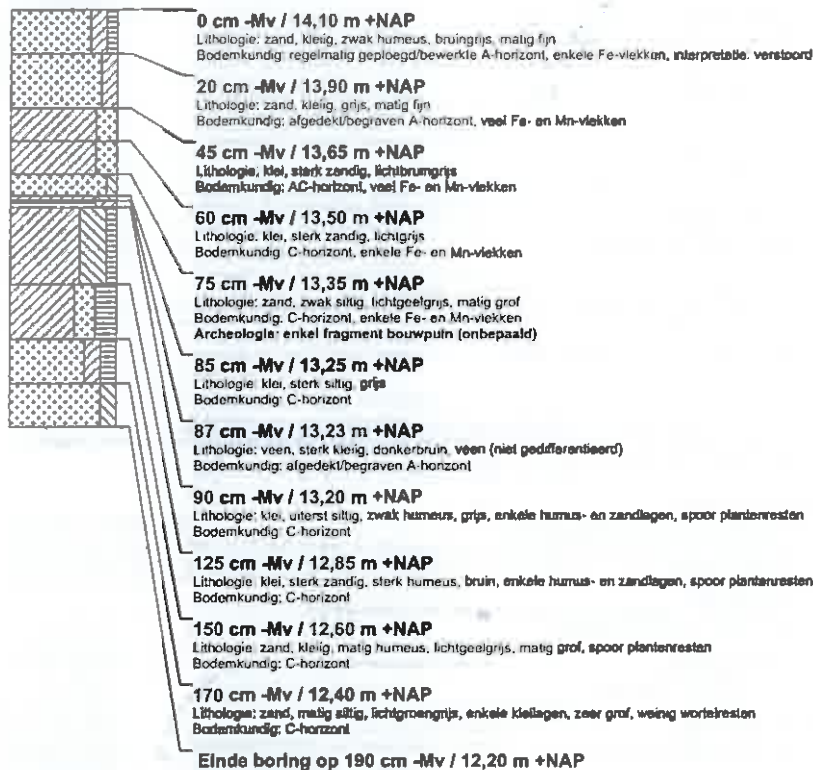 0 cm -Mv / 14,10 m +NAP
Lithologie: zand, kleiig, zwak humeus, bruingrijs, matig fijn
Bodemkundig: regelmatig geploegd/bewerkte A-horizont, enkele Fe-vlekken, interpretatie: verstoord
20 cm -Mv / 13,90 m +NAP
Lithologie: zand, kleiig, grijs, matig fijn
Bodemkundig: afgedekt/begraven A-horizont, veel Fe- en Mn-vlekken
45 cm -Mv / 13,65 m +NAP
Lithologie: klei, sterk zandig, lichtbruingrijs
Bodemkundig: AC-horizont, veel Fe- en Mn-vlekken
60 cm -Mv / 13,50 m +NAP
Lithologie: klei, sterk zandig, lichtgrijs
Bodemkundig: C-horizont, enkele Fe- en Mn-vlekken
75 cm -Mv / 13,35 m +NAP
Lithologie: zand, zwak siltig, lichtgeelgrijs, matig grof
Bodemkundig: C-horizont, enkele Fe- en Mn-vlekken
Archeologie: enkel fragment bouwpuin (onbepaald)
85 cm -Mv / 13,25 m +NAP
Lithologie: klei, sterk siltig, grijs
Bodemkundig: C-horizont
87 cm -Mv / 13,23 m +NAP
Lithologie: veen, sterk kleiig, donkerbruin, veen (niet gedifferentieerd)
Bodemkundig: afgedekt/begraven A-horizont
90 cm -Mv / 13,20 m +NAP
Lithologie: klei, uiterst siltig, zwak humeus, grijs, enkele humus- en zandlagen, spoor plantenresten
Bodemkundig: C-horizont
125 cm -Mv / 12,85 m +NAP
Lithologie: klei, sterk zandig, sterk humeus, bruin, enkele humus- en zandlagen, spoor plantenresten
Bodemkundig: C-horizont
150 cm -Mv / 12,60 m +NAP
Lithologie: zand, kleiig, matig humeus, lichtgeelgrijs, matig grof, spoor plantenresten
Bodemkundig: C-horizont
170 cm -Mv / 12,40 m +NAP
Lithologie: zand, matig siltig, lichtgroengrijs, enkele kleilagen, zeer grof, weinig wortelresten
Bodemkundig: C-horizont
Einde boring op 190 cm -Mv / 12,20 m +NAP